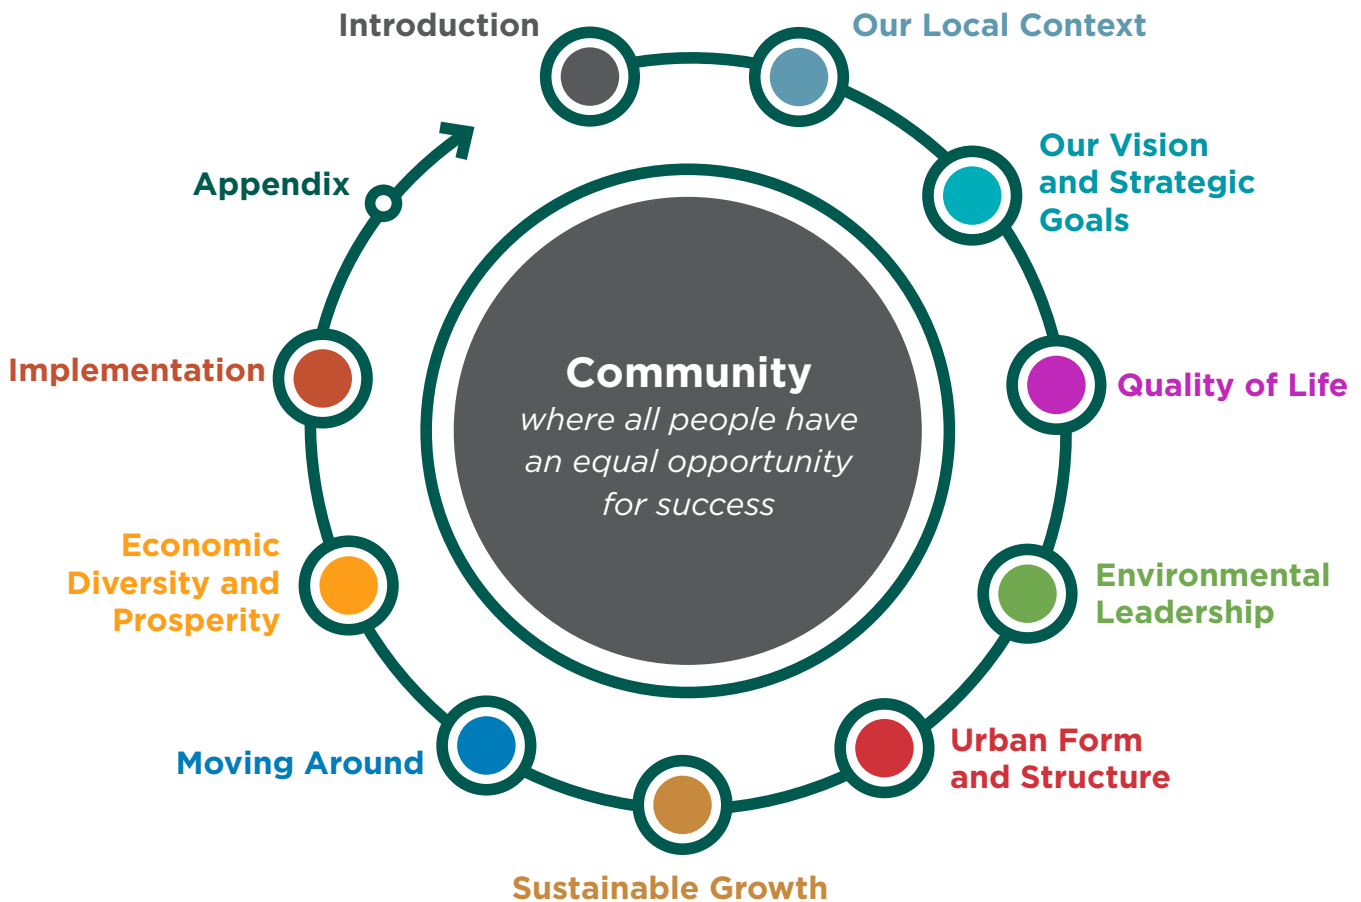 Introduction
Our Local Context
Our Vision
and Strategic
Goals
Quality of Life
Environmental
Leadership
Urban Form
and Structure
Sustainable Growth
Moving Around
Economic
Diversity and
Prosperity
Implementation
Appendix
Community
where all people have
an equal opportunity
for success